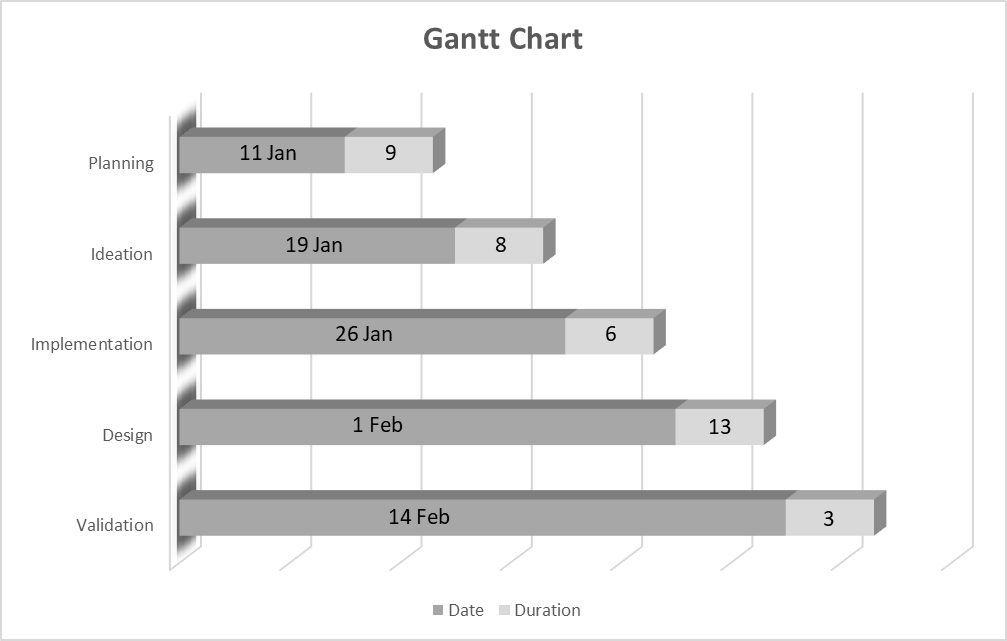 Gantt Chart
Planning 11 Jan 9
Ideation 19 Jan 8
Implementation 26 Jan 6
Design 1 Feb 13
Validation 14 Feb 3
Date Duration